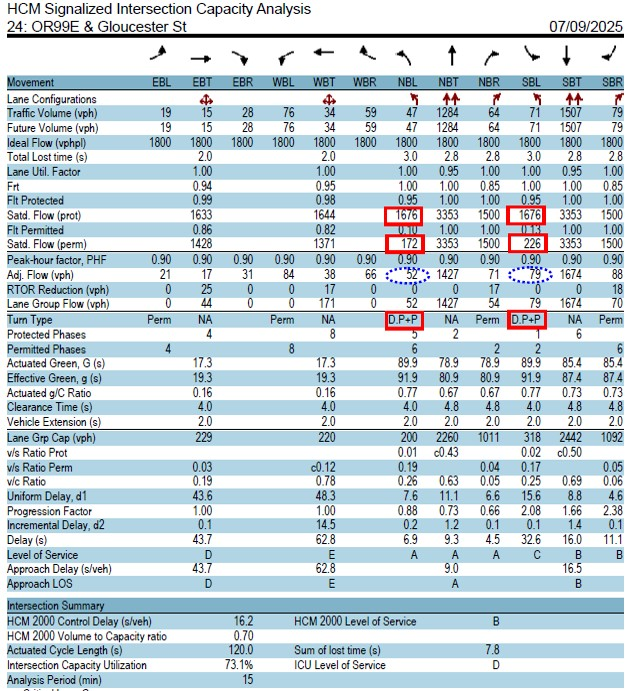 HCM Signalized Intersection Capacity Analysis
24: OR99E & Gloucester St 07/09/2025
Movement EBL EBT EBR WBL WBT WBR NBL NBT NBR SBL SBT SBR
Lane Configurations
Traffic Volume (vph) 19 15 28 76 34 59 47 1284 64 71 1507 79
Future Volume (vph) 19 15 28 76 34 59 47 1284 64 71 1507 79
Ideal Flow (vphpl) 1800 1800 1800 1800 1800 1800 1800 1800 1800 1800 1800 1800
Total Lost time (s) 2.0 2.0 3.0 2.8 2.8 3.0 2.8 2.8
Lane Util. Factor 1.00 1.00 1.00 0.95 1.00 1.00 0.95 1.00
Frt 0.94 0.95 1.00 1.00 0.85 1.00 1.00 0.85
Flt Protected 0.99 0.98 0.95 1.00 1.00 0.95 1.00 1.00
Satd. Flow (prot) 1633 1644 1676 3353 1500 1676 3353 1500
Flt Permitted 0.86 0.82 0.10 1.00 1.00 0.13 1.00 1.00
Satd. Flow (perm) 1428 1371 172 3353 1500 226 3353 1500
Peak-hour factor, PHF 0.90 0.90 0.90 0.90 0.90 0.90 0.90 0.90 0.90 0.90 0.90 0.90
Adj. Flow (vph) 21 17 31 84 38 66 52 1427 71 79 1674 88
RTOR Reduction (vph) 0 25 0 0 17 0 0 0 17 0 0 18
Lane Group Flow (vph) 0 44 0 0 171 0 52 1427 54 79 1674 70
Turn Type Perm NA Perm NA D.P+P NA Perm D.P+P NA Perm
Protected Phases 4 8 5 2 1 6
Permitted Phases 4 8 6 2 2 6
Actuated Green, G (s) 17.3 17.3 89.9 78.9 78.9 89.9 85.4 85.4
Effective Green, g (s) 19.3 19.3 91.9 80.9 80.9 91.9 87.4 87.4
Actuated g/C Ratio 0.16 0.16 0.77 0.67 0.67 0.77 0.73 0.73
Clearance Time (s) 4.0 4.0 4.0 4.8 4.8 4.0 4.8 4.8
Vehicle Extension (s) 2.0 2.0 2.0 2.0 2.0 2.0 2.0 2.0
Lane Grp Cap (vph) 229 220 200 2260 1011 318 2442 1092
v/s Ratio Prot 0.01 c0.43 0.02 c0.50
v/s Ratio Perm 0.03 c0.12 0.19 0.04 0.17 0.05
v/c Ratio 0.19 0.78 0.26 0.63 0.05 0.25 0.69 0.06
Uniform Delay, d1 43.6 48.3 7.6 11.1 6.6 15.6 8.8 4.6
Progression Factor 1.00 1.00 0.88 0.73 0.66 2.08 1.66 2.38
Incremental Delay, d2 0.1 14.5 0.2 1.2 0.1 0.1 1.4 0.1
Delay (s) 43.7 62.8 6.9 9.3 4.5 32.6 16.0 11.1
Level of Service D E A A A C B B
Approach Delay (s/veh) 43.7 62.8 9.0 16.5
Approach LOS D E A B
Intersection Summary
HCM 2000 Control Delay (s/veh) 16.2 HCM 2000 Level of Service B
HCM 2000 Volume to Capacity ratio 0.70
Actuated Cycle Length (s) 120.0 Sum of lost time (s) 7.8
Intersection Capacity Utilization 73.1% ICU Level of Service D
Analysis Period (min) 15